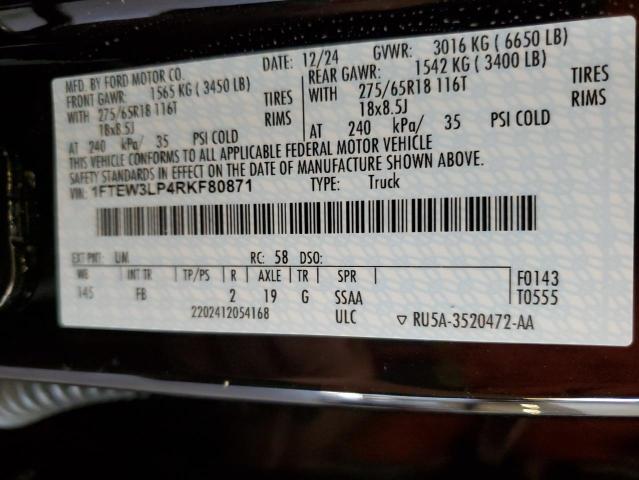 MFD. BY FORD MOTOR CO.
DATE: 12/24 GVWR: 3016 KG ( 6650 LB)
FRONT GAWR: 1565 KG ( 3450 LB)
REAR GAWR: 1542 KG ( 3400 LB)
WITH 275/65R18 116T TIRES
WITH 275/65R18 116T TIRES
18x8.5J RIMS
18x8.5J RIMS
AT 240 kPa/ 35 PSI COLD
AT 240 kPa/ 35 PSI COLD
THIS VEHICLE CONFORMS TO ALL APPLICABLE FEDERAL MOTOR VEHICLE
SAFETY STANDARDS IN EFFECT ON THE DATE OF MANUFACTURE SHOWN ABOVE.
VIN: 1FTEW3LP4RKF80871 TYPE: Truck
EXT PNT: UM RC: 58 DSO:
WB INT TR TP/PS R AXLE TR SPR
145 FB 2 19 G SSAA
F0143
T0555
2202412054168 ULC ▽ RU5A-3520472-AA